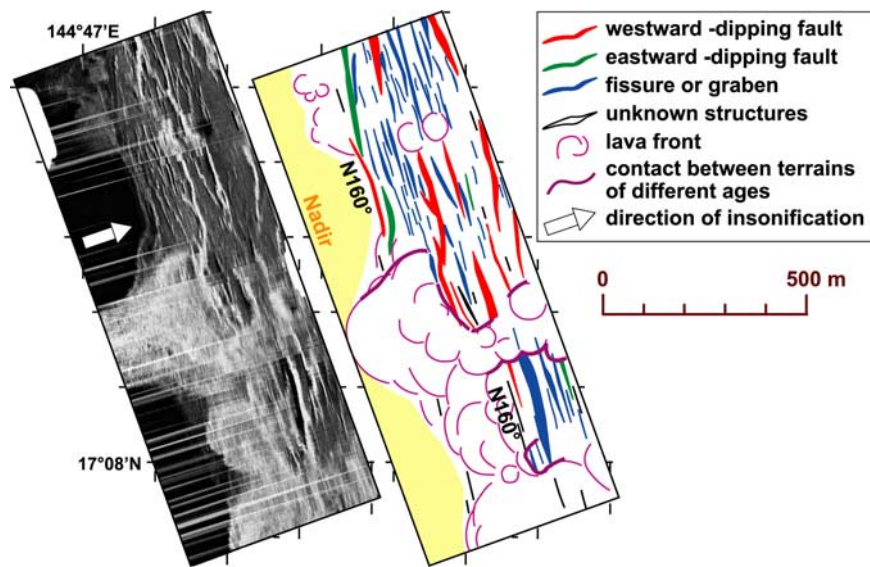 144°47'E
17°08'N
N160°
Nadir
N160°
westward -dipping fault
eastward -dipping fault
fissure or graben
unknown structures
lava front
contact between terrains
of different ages
direction of insonification
0 500 m